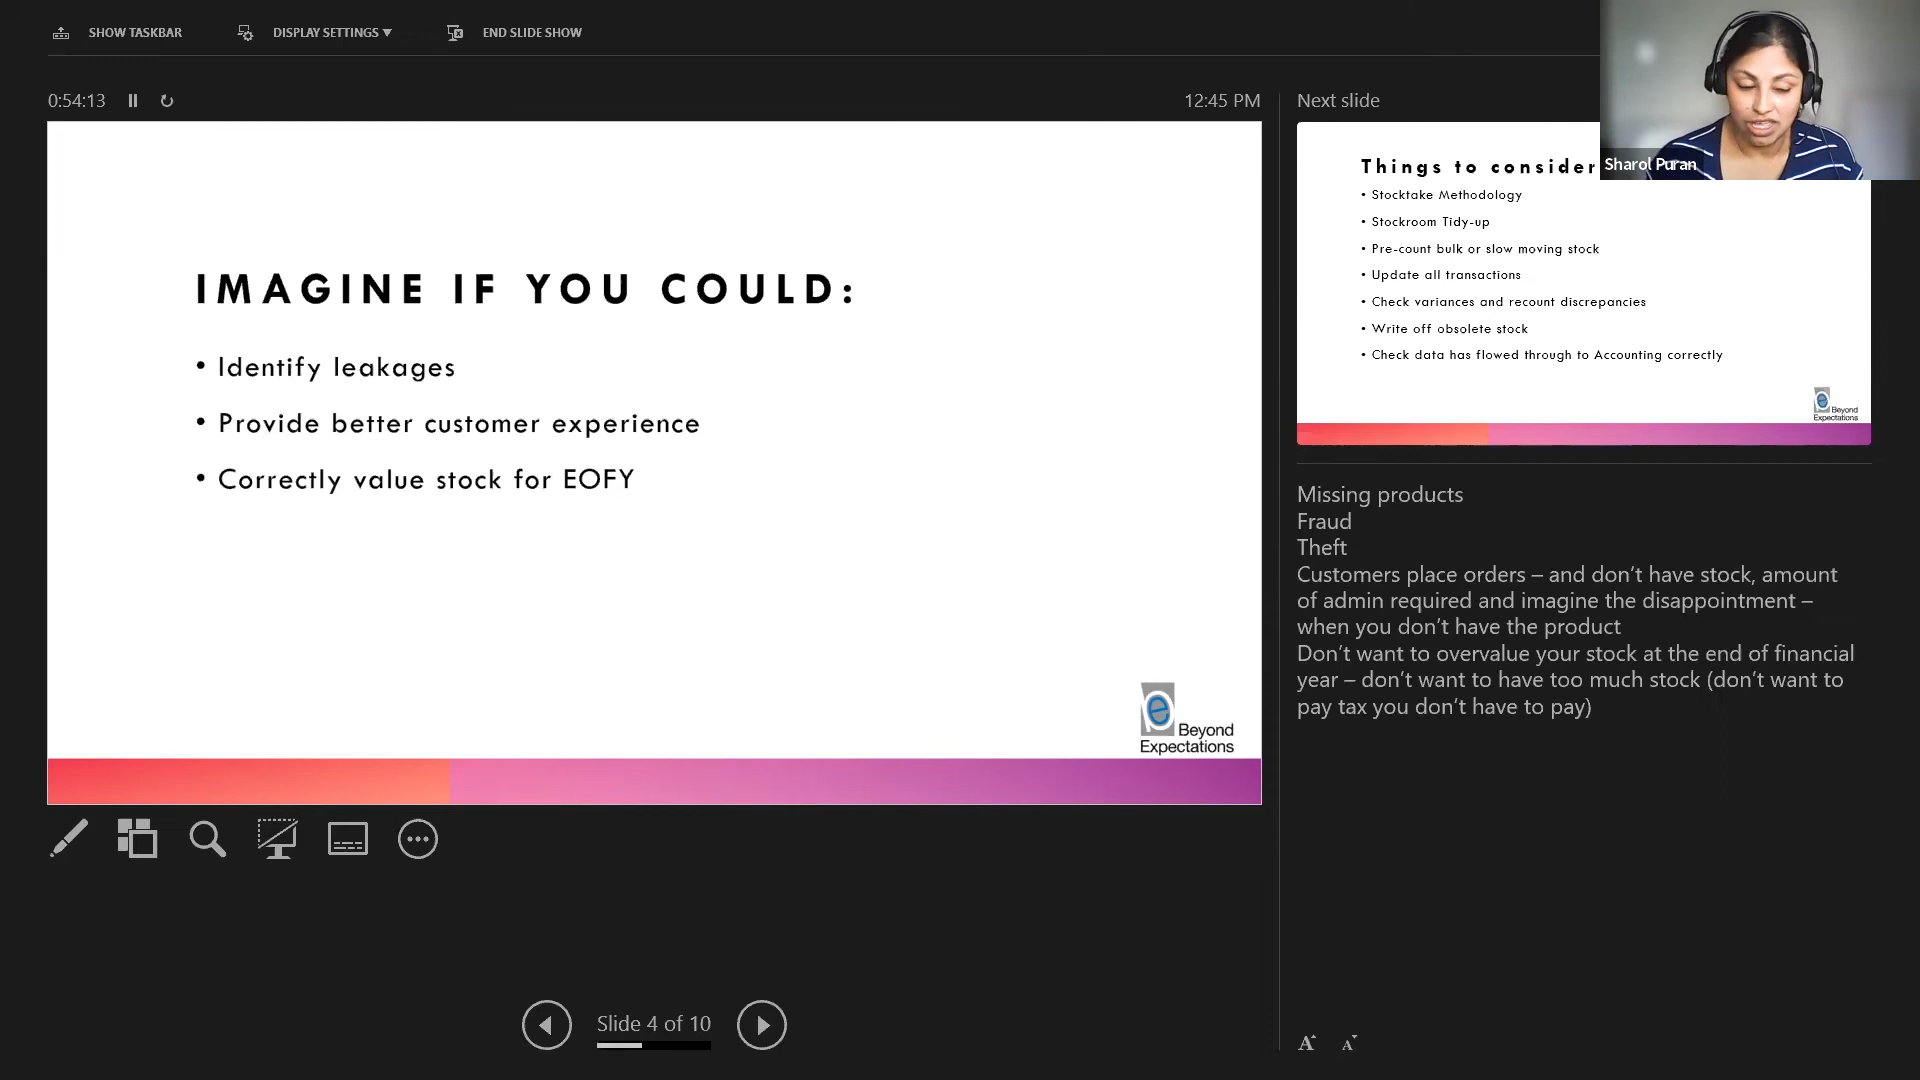 SHOW TASKBAR
DISPLAY SETTINGS ▼
END SLIDE SHOW
0:54:13
12:45 PM
IMAGINE IF YOU COULD:
• Identify leakages
• Provide better customer experience
• Correctly value stock for EOFY
e
Beyond
Expectations
Slide 4 of 10
Next slide
Sharol Puran
Things to consider
• Stocktake Methodology
• Stockroom Tidy-up
• Pre-count bulk or slow moving stock
• Update all transactions
• Check variances and recount discrepancies
• Write off obsolete stock
• Check data has flowed through to Accounting correctly
e
Beyond
Expectations
Missing products
Fraud
Theft
Customers place orders – and don’t have stock, amount
of admin required and imagine the disappointment –
when you don’t have the product
Don’t want to overvalue your stock at the end of financial
year – don’t want to have too much stock (don’t want to
pay tax you don’t have to pay)
A A